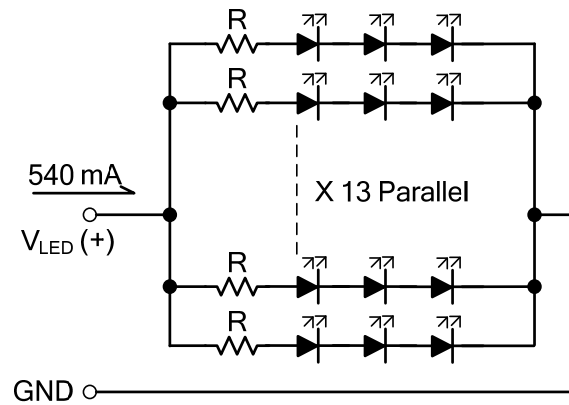 R
R
540 mA
X 13 Parallel
VLED (+)
R
R
GND